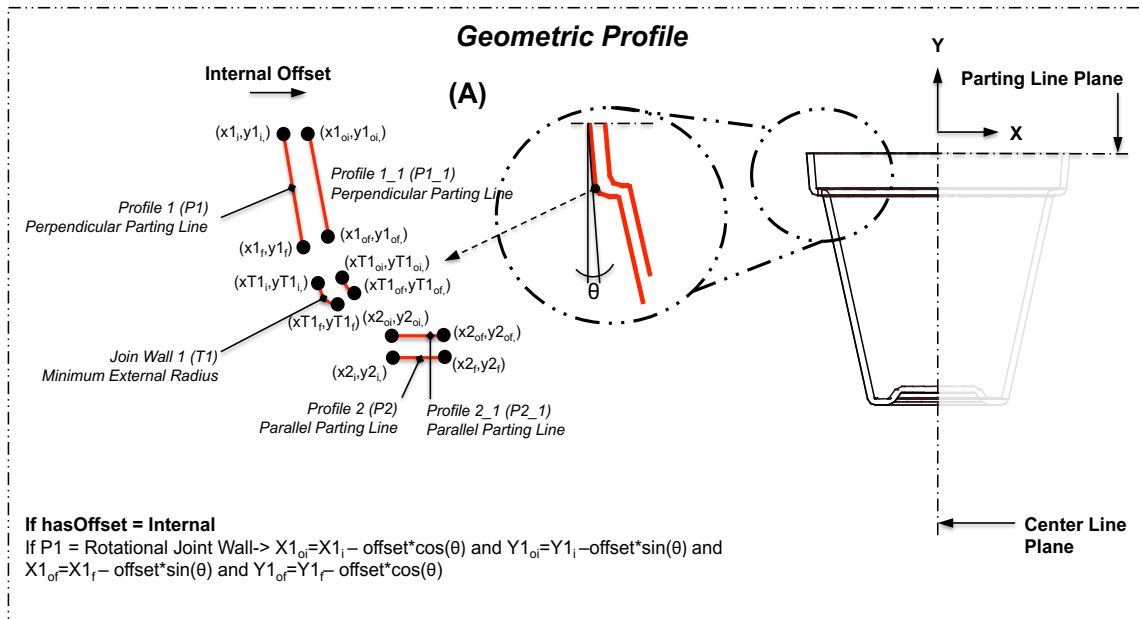 Geometric Profile
Internal Offset
(A)
Y
X
Parting Line Plane
(x1i,y1i,)
(x1oi,y1oi,)
Profile 1_1 (P1_1)
Perpendicular Parting Line
Profile 1 (P1)
Perpendicular Parting Line
(x1f,y1f)
(x1of,y1of,)
(xT1oi,yT1oi,)
(xT1i,yT1i,)
(xT1of,yT1of,)
θ
(xT1f,yT1f)
(x2oi,y2oi,)
(x2of,y2of,)
Join Wall 1 (T1)
Minimum External Radius
(x2i,y2i,)
(x2f,y2f)
Profile 2 (P2)
Parallel Parting Line
Profile 2_1 (P2_1)
Parallel Parting Line
If hasOffset = Internal
If P1 = Rotational Joint Wall-> X1oi=X1i – offset*cos(θ) and Y1oi=Y1i –offset*sin(θ) and
X1of=X1f – offset*sin(θ) and Y1of=Y1f– offset*cos(θ)
Center Line
Plane